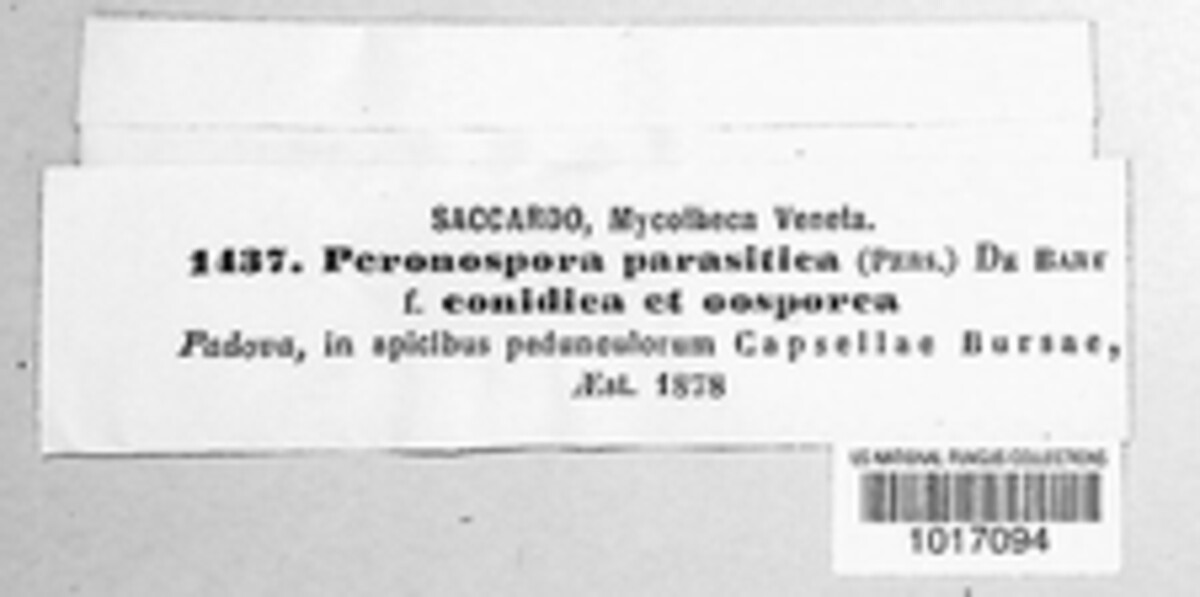 SACCARDO, Mycotheca Veneta.
1437. Peronospora parasitica (PERS.) DE BARY
f. conidica et oosporea
Padova, in apicibus pedunculorum Capsellae Bursae,
Æst. 1878
US NATIONAL FUNGUS COLLECTIONS
1017094